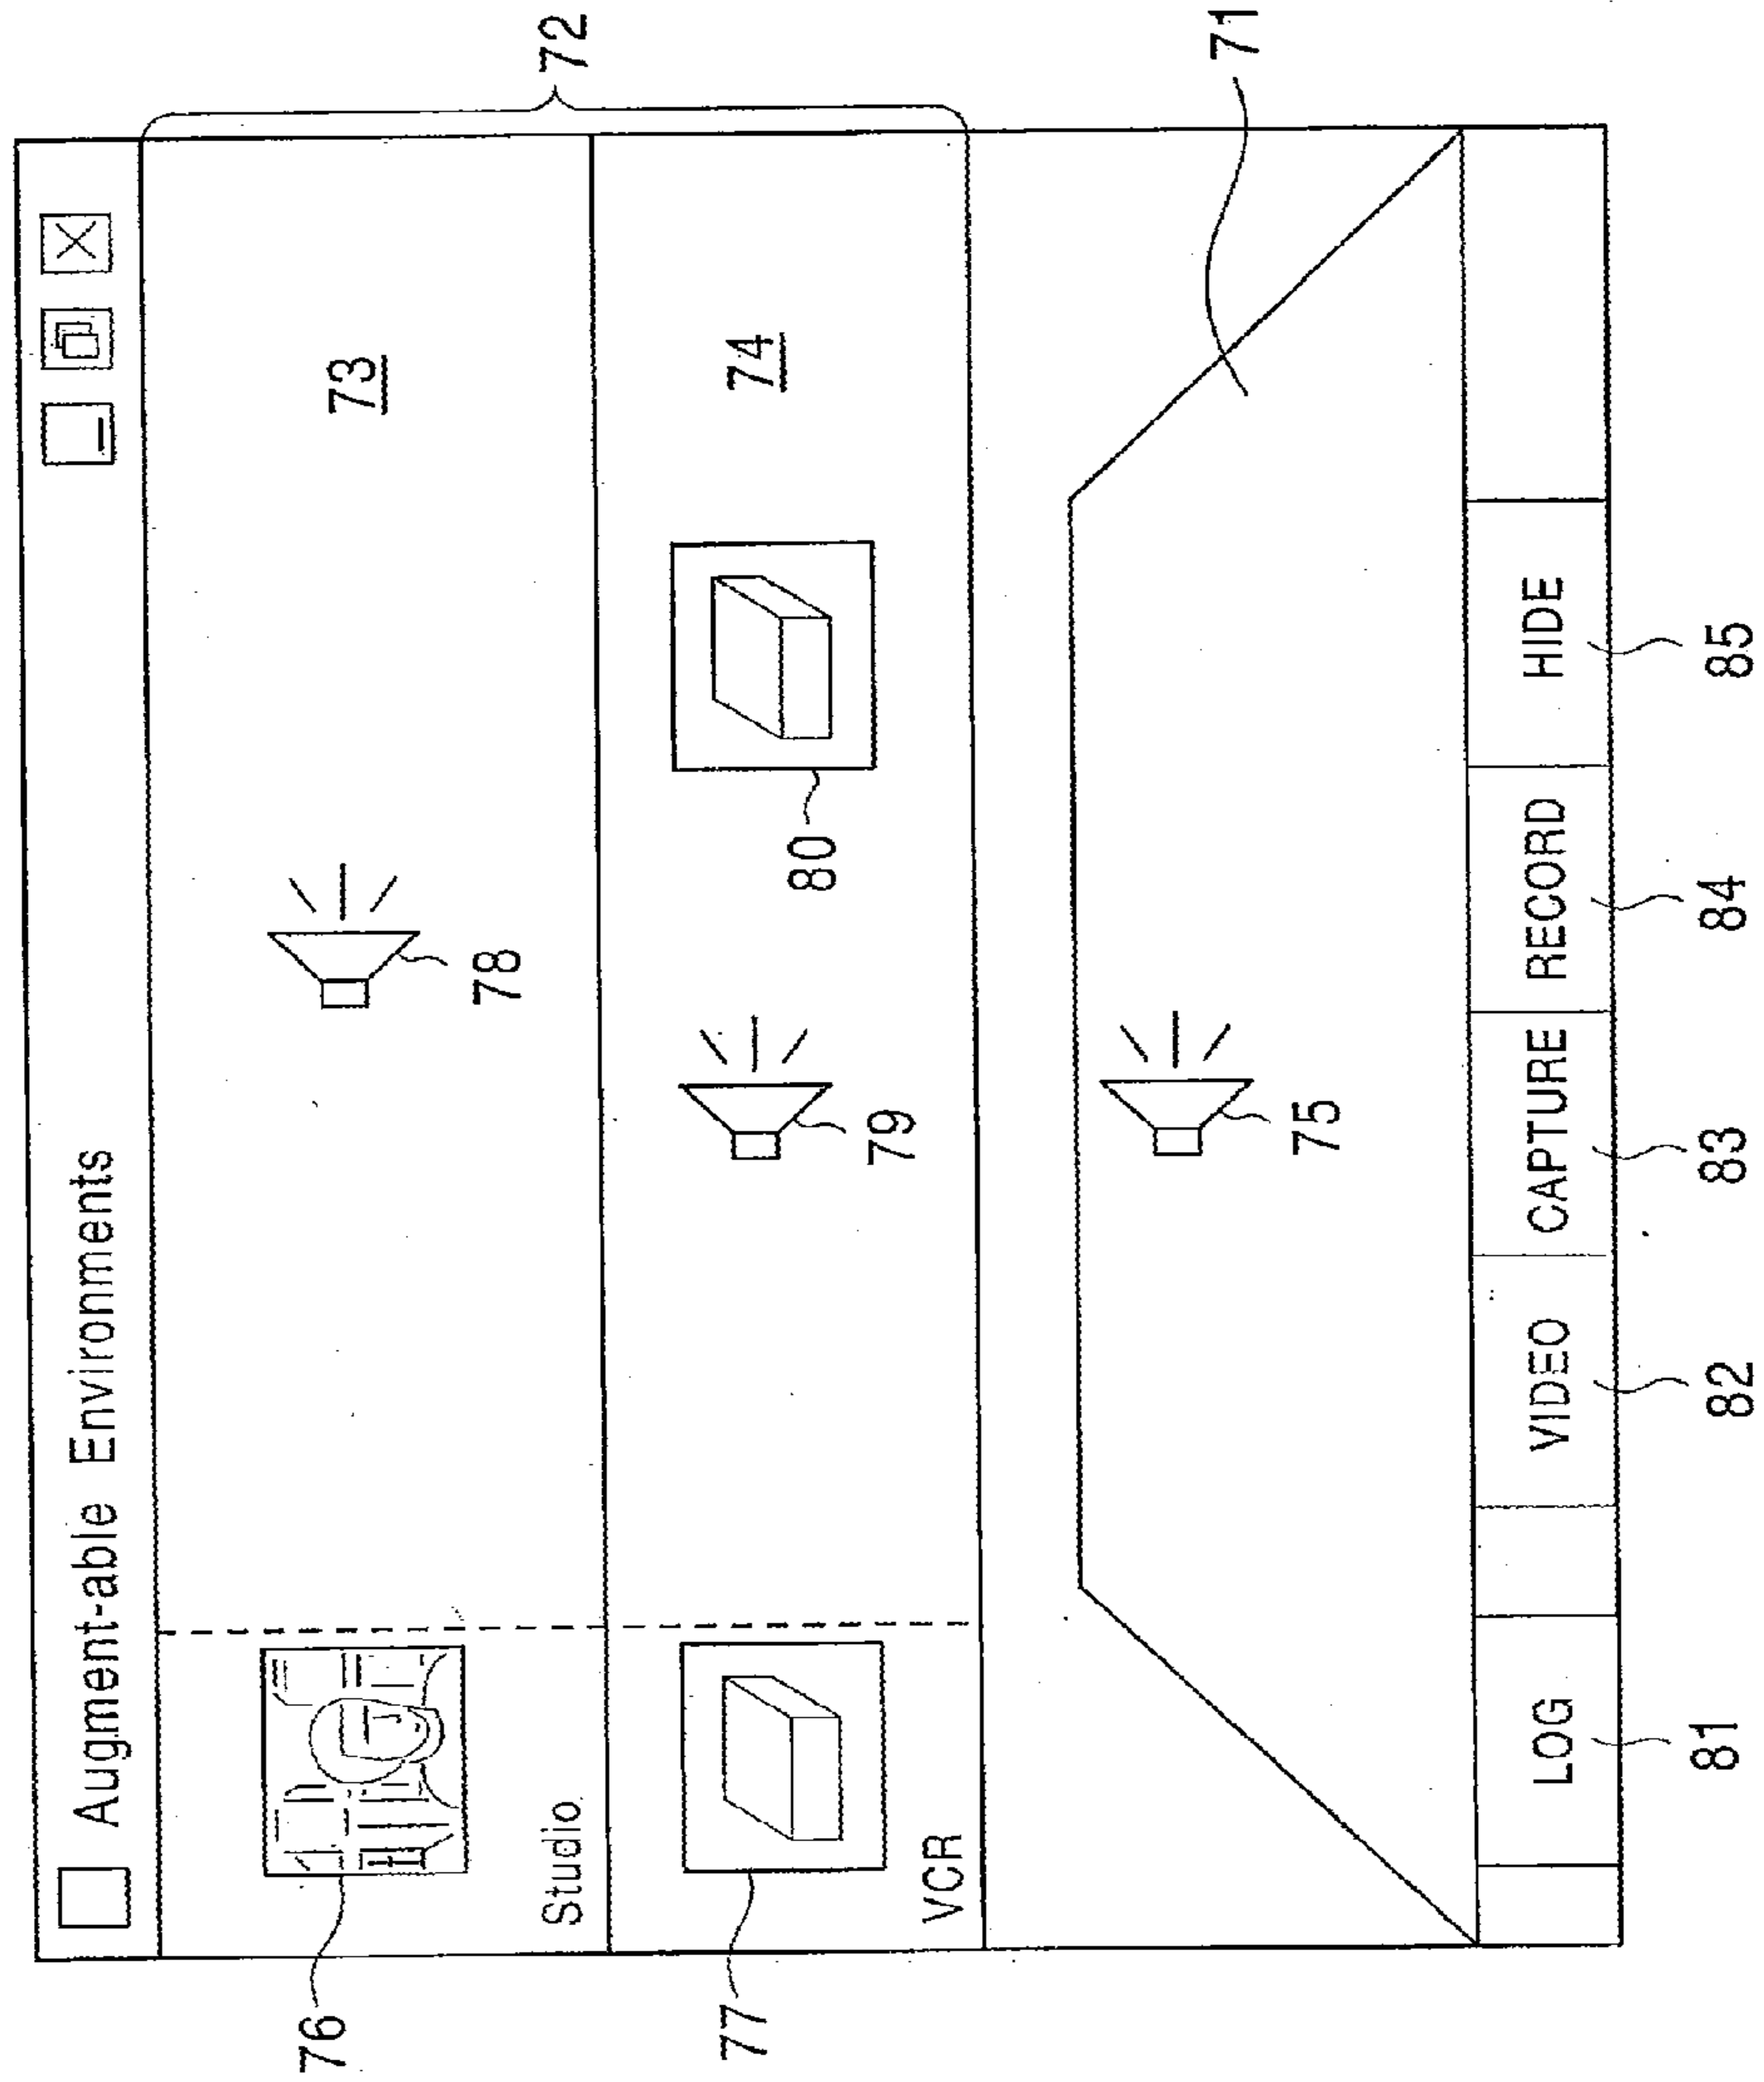 Augment-able Environments
72
76
78
73
Studio
77
79
80
74
VCR
75
71
LOG
VIDEO
CAPTURE
RECORD
HIDE
81
82
83
84
85